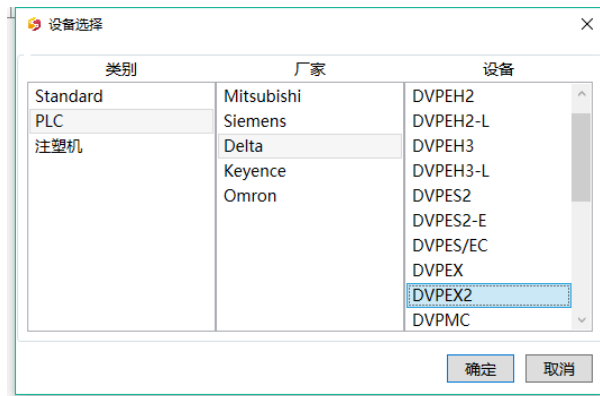 设备选择
类别
厂家
设备
Standard
PLC
注塑机
Mitsubishi
Siemens
Delta
Keyence
Omron
DVPEH2
DVPEH2-L
DVPEH3
DVPEH3-L
DVPES2
DVPES2-E
DVPES/EC
DVPEX
DVPEX2
DVPMC
确定
取消